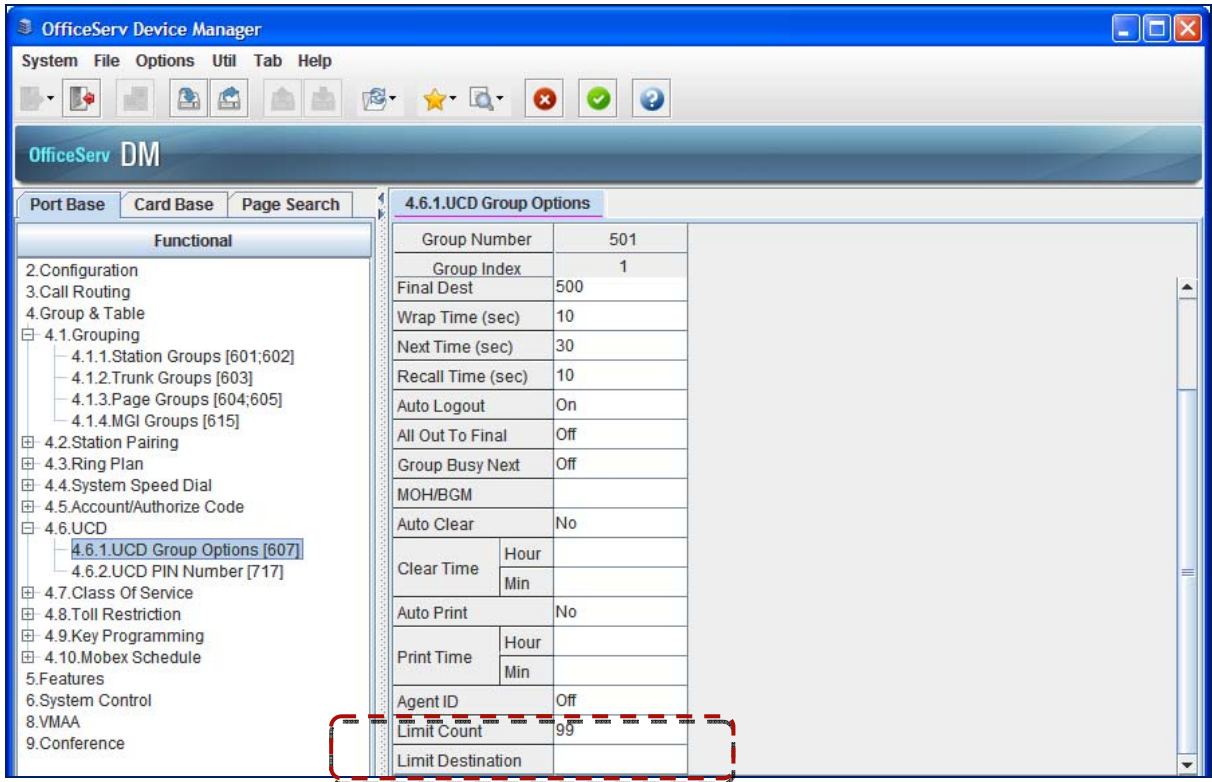 OfficeServ Device Manager
System File Options Util Tab Help
OfficeServ DM
Port Base Card Base Page Search
Functional
2.Configuration
3.Call Routing
4.Group & Table
4.1.Grouping
4.1.1.Station Groups [601;602]
4.1.2.Trunk Groups [603]
4.1.3.Page Groups [604;605]
4.1.4.MGI Groups [615]
4.2.Station Pairing
4.3.Ring Plan
4.4.System Speed Dial
4.5.Account/Authorize Code
4.6.UCD
4.6.1.UCD Group Options [607]
4.6.2.UCD PIN Number [717]
4.7.Class Of Service
4.8.Toll Restriction
4.9.Key Programming
4.10.Mobex Schedule
5.Features
6.System Control
8.VMAA
9.Conference
4.6.1.UCD Group Options
Group Number 501
Group Index 1
Final Dest 500
Wrap Time (sec) 10
Next Time (sec) 30
Recall Time (sec) 10
Auto Logout On
All Out To Final Off
Group Busy Next Off
MOH/BGM
Auto Clear No
Clear Time Hour
Min
Auto Print No
Print Time Hour
Min
Agent ID Off
Limit Count 99
Limit Destination